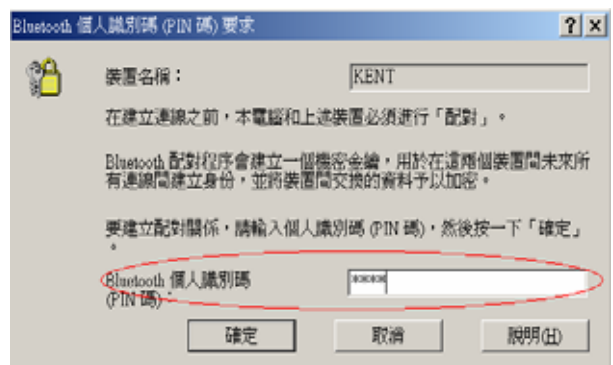 Bluetooth 個人識別碼 (PIN 碼) 要求
裝置名稱：
KENT
在建立連線之前，本電腦和上述裝置必須進行「配對」。
Bluetooth 配對程序會建立一個機密金鑰，用於在這兩個裝置間未來所
有連線間建立身份，並將裝置間交換的資料予以加密。
要建立配對關係，請輸入個人識別碼 (PIN 碼)，然後按一下「確定」
。
Bluetooth 個人識別碼
(PIN 碼)：
****
確定
取消
說明(H)